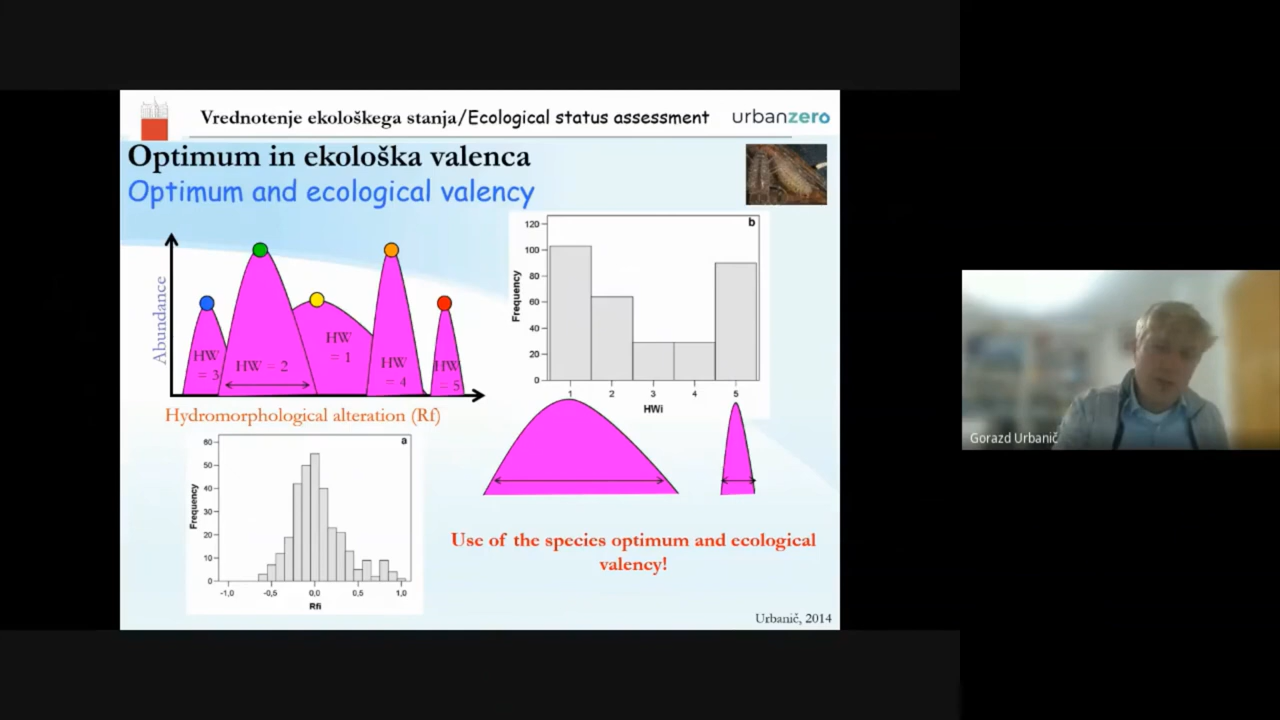 Vrednotenje ekološkega stanja/Ecological status assessment
urbanzero
Optimum in ekološka valenca
Optimum and ecological valency
Abundance
HW
= 3
HW = 2
HW
= 1
HW
= 4
HW
= 5
Hydromorphological alteration (Rf)
b
Frequency
120
100
80
60
40
20
0
1 2 3 4 5
HWi
a
Frequency
60
50
40
30
20
10
0
-1,0 -0,5 0,0 0,5 1,0
Rfi
Use of the species optimum and ecological
valency!
Urbanič, 2014
Gorazd Urbanič